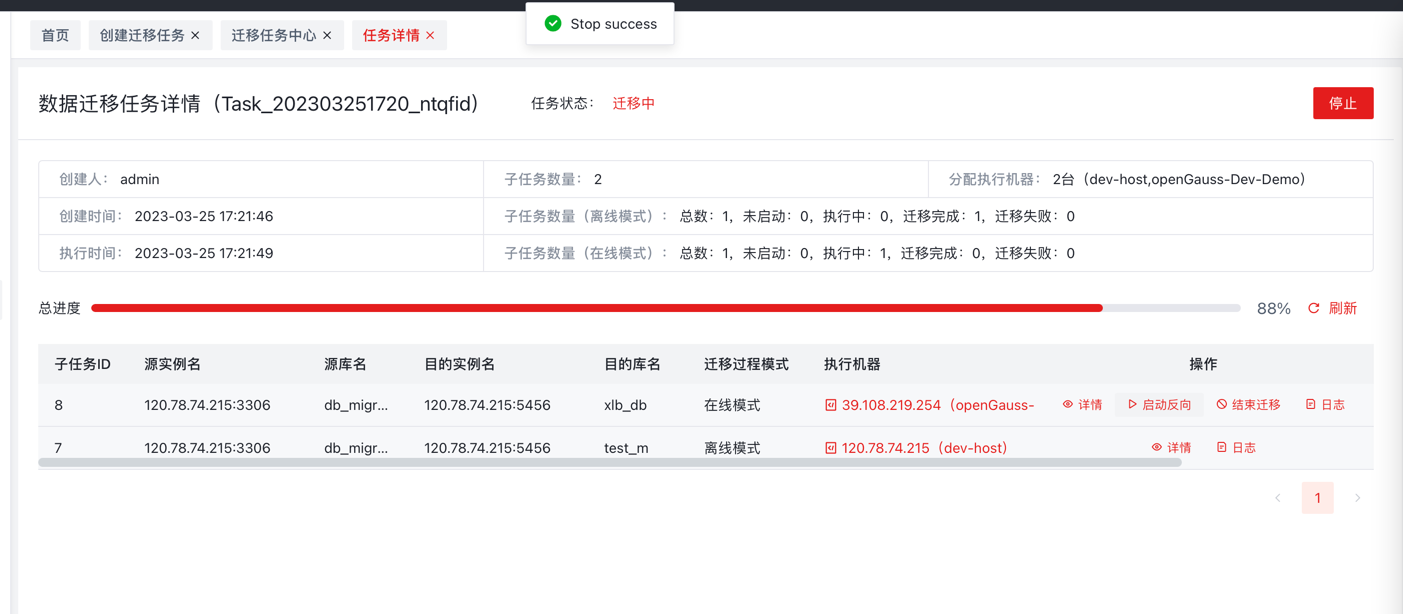 Stop success
首页 创建迁移任务 × 迁移任务中心 × 任务详情 ×
数据迁移任务详情（Task_202303251720_ntqfid） 任务状态： 迁移中 停止
创建人： admin 子任务数量： 2 分配执行机器： 2台（dev-host,openGauss-Dev-Demo）
创建时间： 2023-03-25 17:21:46 子任务数量（离线模式）： 总数：1，未启动：0，执行中：0，迁移完成：1，迁移失败：0
执行时间： 2023-03-25 17:21:49 子任务数量（在线模式）： 总数：1，未启动：0，执行中：1，迁移完成：0，迁移失败：0
总进度 88% 刷新
子任务ID 源实例名 源库名 目的实例名 目的库名 迁移过程模式 执行机器 操作
8 120.78.74.215:3306 db_migr... 120.78.74.215:5456 xlb_db 在线模式 39.108.219.254（openGauss- 详情 启动反向 结束迁移 日志
7 120.78.74.215:3306 db_migr... 120.78.74.215:5456 test_m 离线模式 120.78.74.215（dev-host） 详情 日志
1